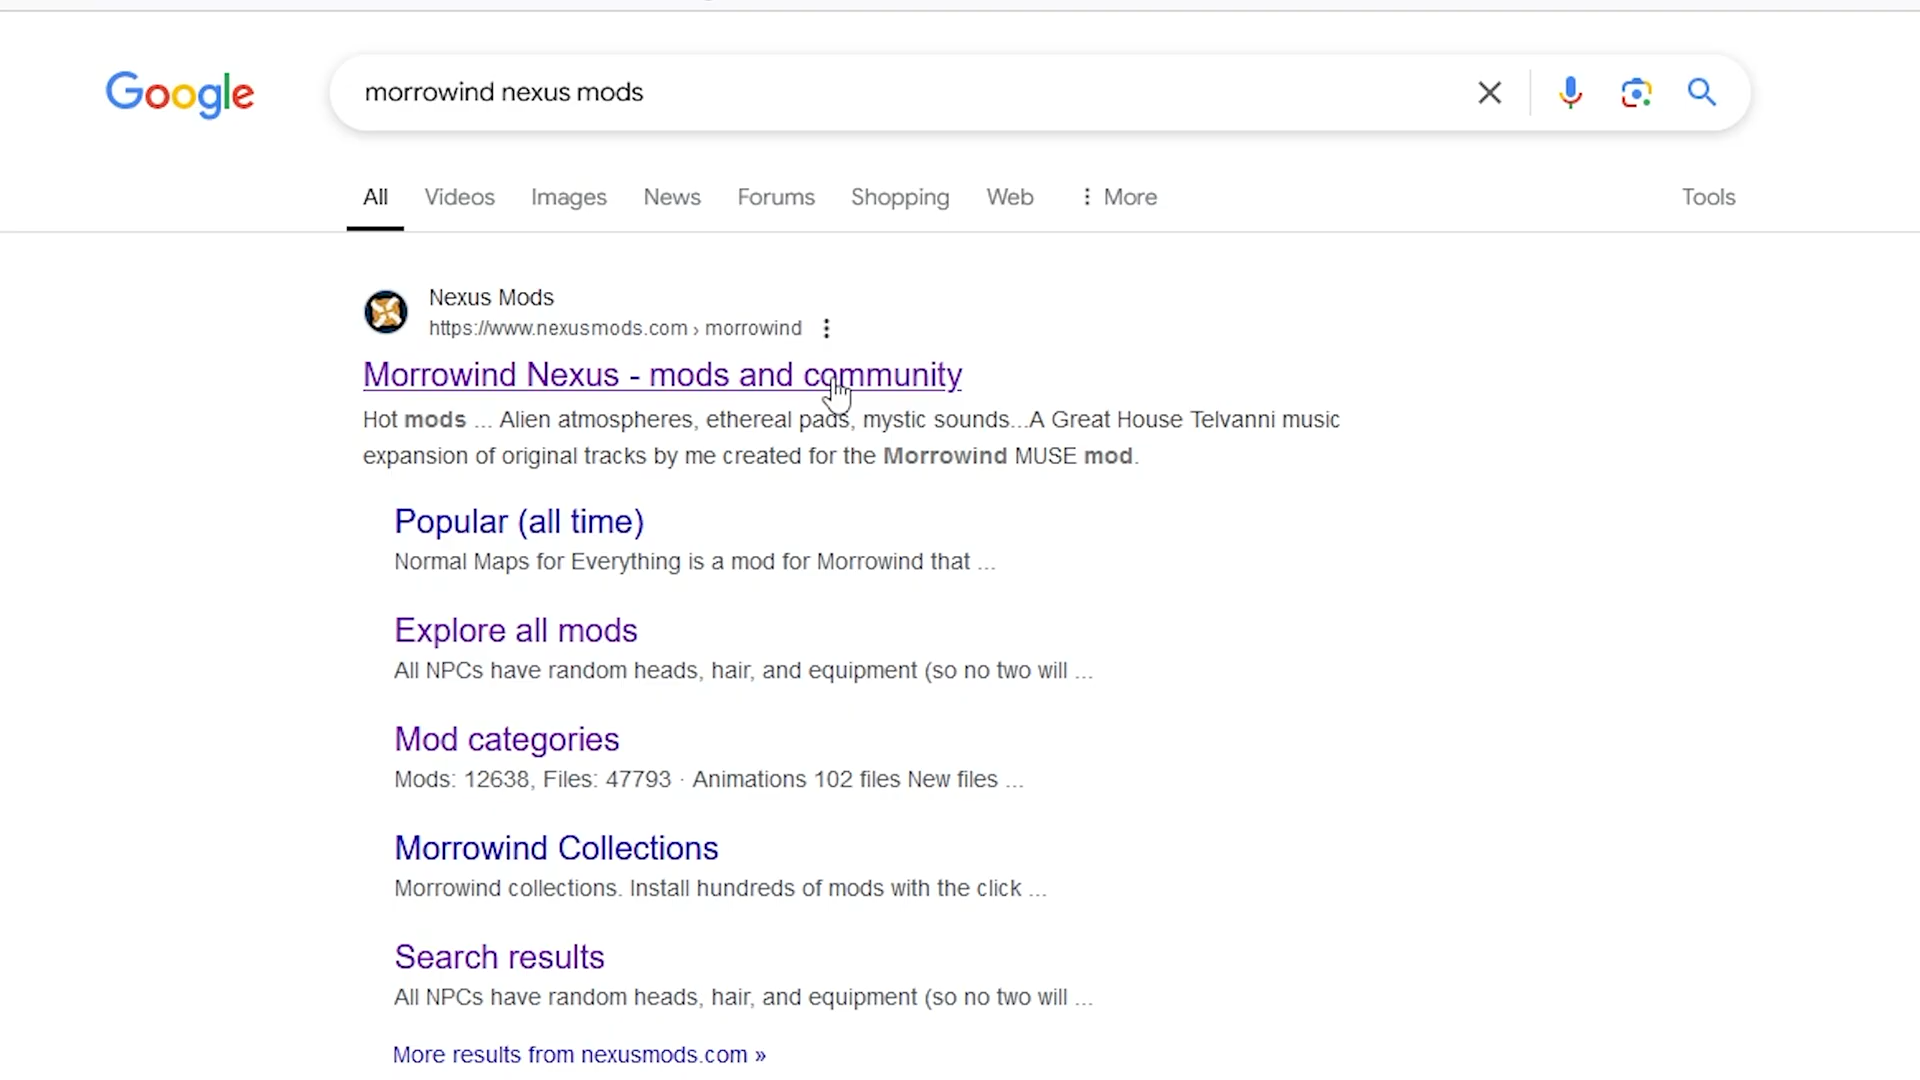 Google
morrowind nexus mods
All Videos Images News Forums Shopping Web More Tools
Nexus Mods
https://www.nexusmods.com › morrowind
Morrowind Nexus - mods and community
Hot mods ... Alien atmospheres, ethereal pads, mystic sounds...A Great House Telvanni music
expansion of original tracks by me created for the Morrowind MUSE mod.
Popular (all time)
Normal Maps for Everything is a mod for Morrowind that ...
Explore all mods
All NPCs have random heads, hair, and equipment (so no two will ...
Mod categories
Mods: 12638, Files: 47793 · Animations 102 files New files ...
Morrowind Collections
Morrowind collections. Install hundreds of mods with the click ...
Search results
All NPCs have random heads, hair, and equipment (so no two will ...
More results from nexusmods.com »